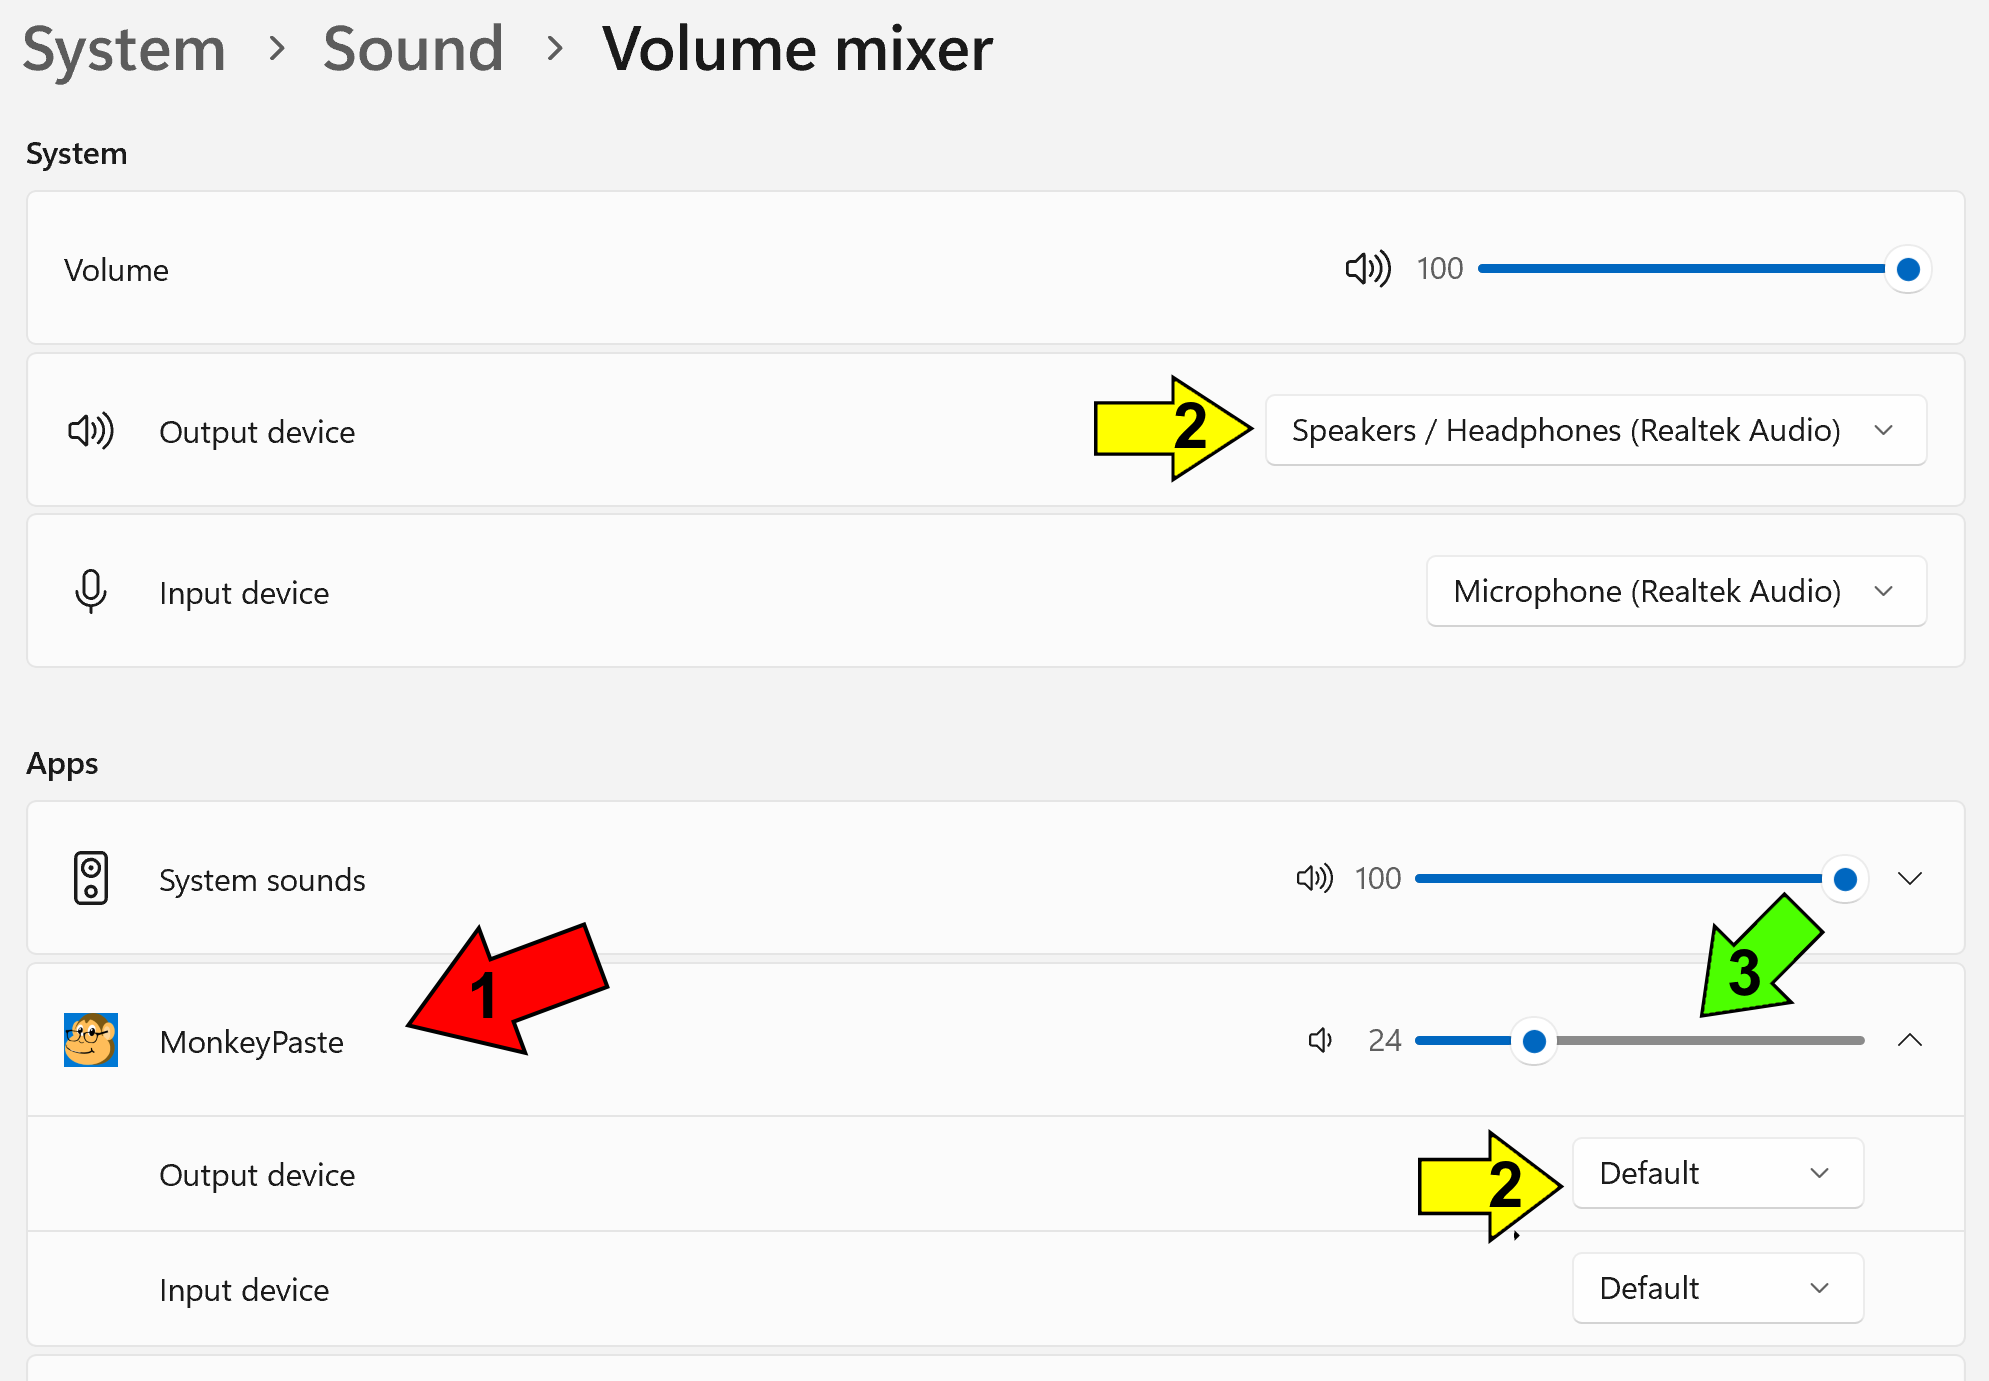 System > Sound > Volume mixer
System
Volume 100
Output device 2 Speakers / Headphones (Realtek Audio)
Input device Microphone (Realtek Audio)
Apps
System sounds 100
1
3
MonkeyPaste 24
Output device 2 Default
Input device Default